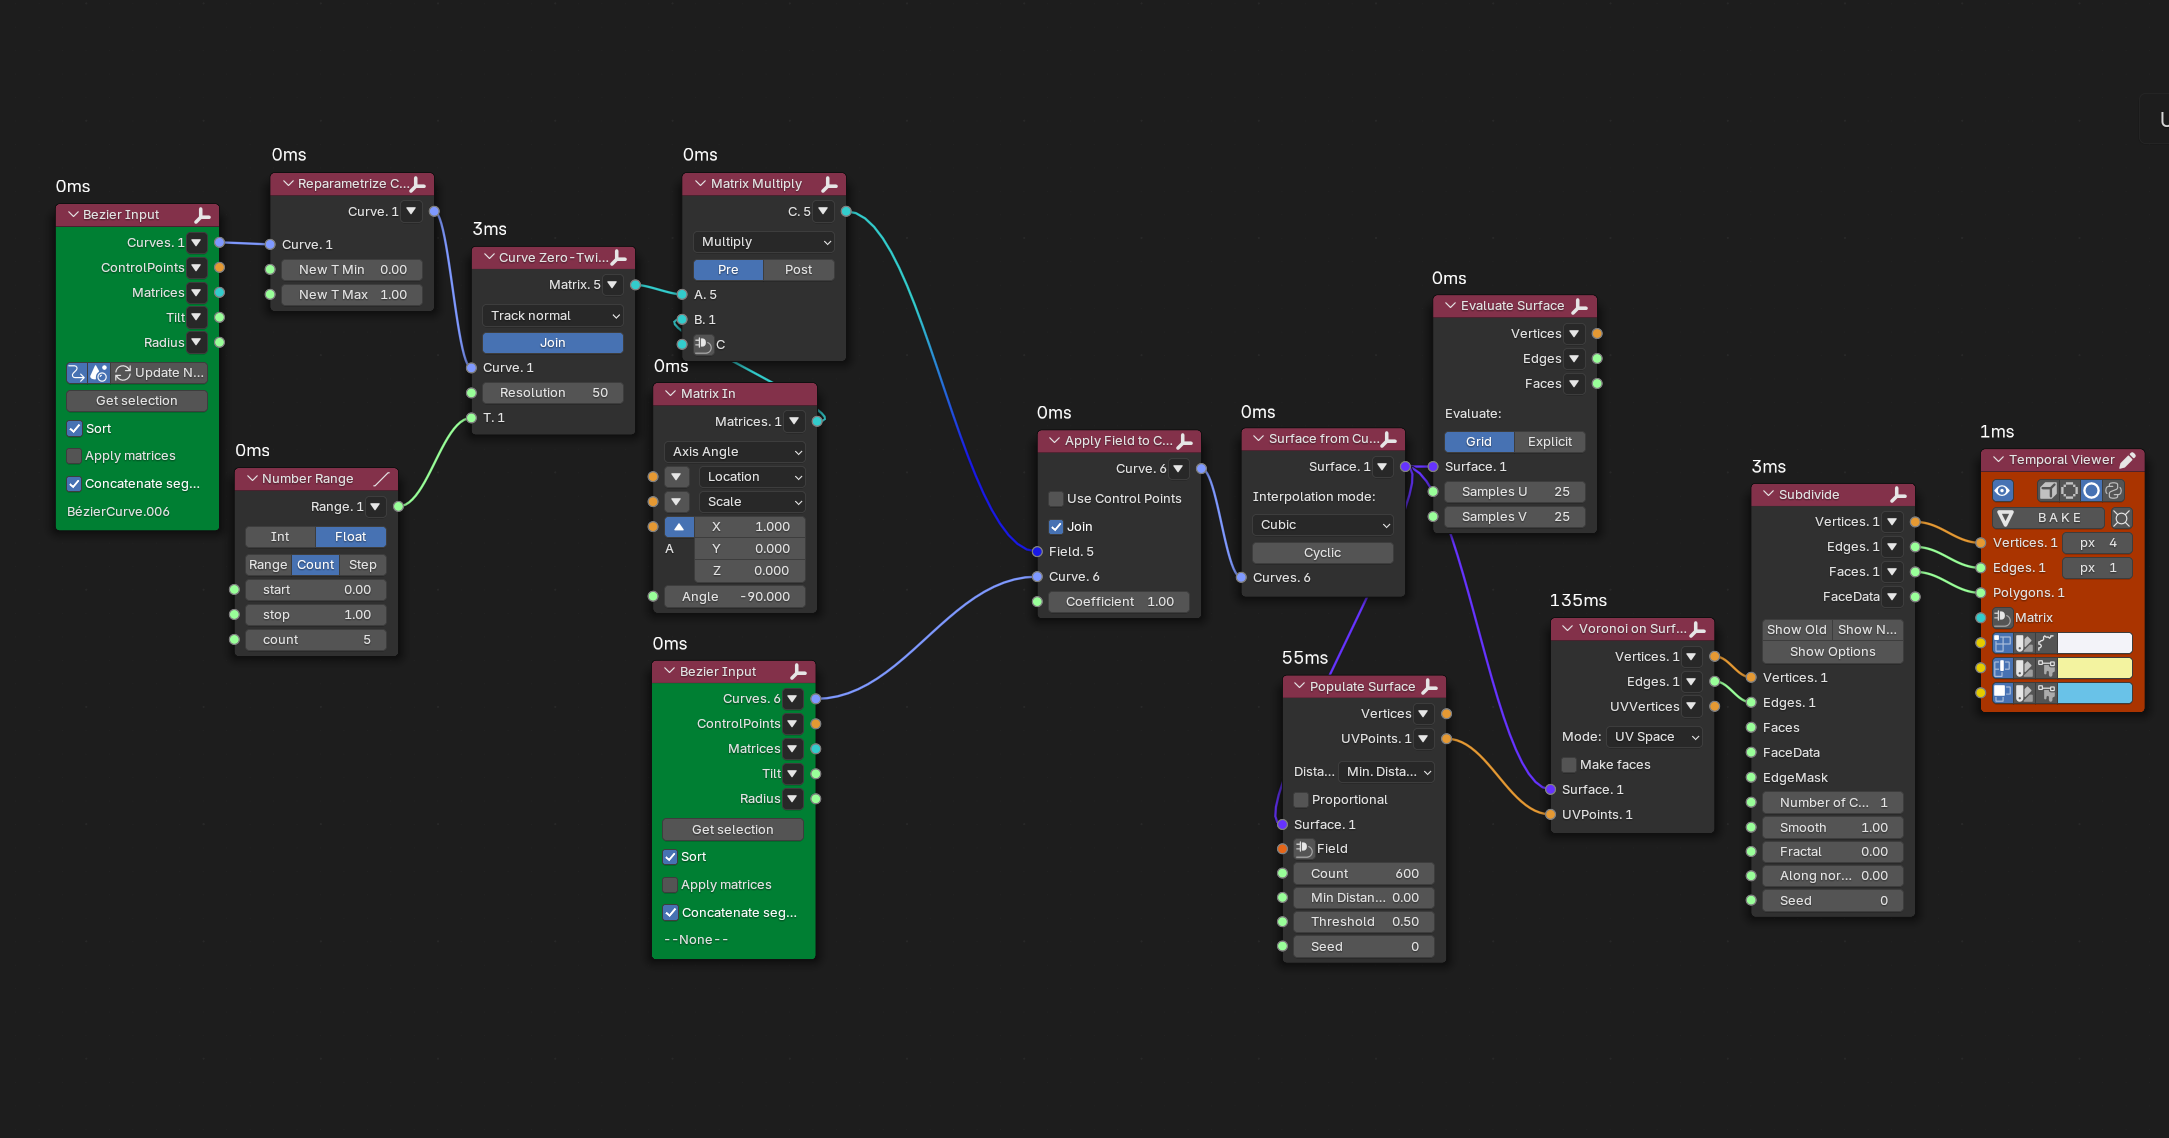 0ms
Bezier Input
Curves. 1
ControlPoints
Matrices
Tilt
Radius
Update N...
Get selection
Sort
Apply matrices
Concatenate seg...
BézierCurve.006
0ms
Reparametrize C...
Curve. 1
Curve. 1
New T Min 0.00
New T Max 1.00
0ms
Number Range
Range. 1
Int Float
Range Count Step
start 0.00
stop 1.00
count 5
3ms
Curve Zero-Twi...
Matrix. 5
Track normal
Join
Curve. 1
Resolution 50
T. 1
0ms
Matrix Multiply
C. 5
Multiply
Pre Post
A. 5
B. 1
C
0ms
Matrix In
Matrices. 1
Axis Angle
Location
Scale
X 1.000
A Y 0.000
Z 0.000
Angle -90.000
0ms
Bezier Input
Curves. 6
ControlPoints
Matrices
Tilt
Radius
Get selection
Sort
Apply matrices
Concatenate seg...
--None--
0ms
Apply Field to C...
Curve. 6
Use Control Points
Join
Field. 5
Curve. 6
Coefficient 1.00
0ms
Surface from Cu...
Surface. 1
Interpolation mode:
Cubic
Cyclic
Curves. 6
0ms
Evaluate Surface
Vertices
Edges
Faces
Evaluate:
Grid Explicit
Surface. 1
Samples U 25
Samples V 25
55ms
Populate Surface
Vertices
UVPoints. 1
Dista... Min. Dista...
Proportional
Surface. 1
Field
Count 600
Min Distan... 0.00
Threshold 0.50
Seed 0
135ms
Voronoi on Surf...
Vertices. 1
Edges. 1
UVVertices
Mode: UV Space
Make faces
Surface. 1
UVPoints. 1
3ms
Subdivide
Vertices. 1
Edges. 1
Faces. 1
FaceData
Show Old Show N...
Show Options
Vertices. 1
Edges. 1
Faces
FaceData
EdgeMask
Number of C... 1
Smooth 1.00
Fractal 0.00
Along nor... 0.00
Seed 0
1ms
Temporal Viewer
BAKE
Vertices. 1 px 4
Edges. 1 px 1
Polygons. 1
Matrix